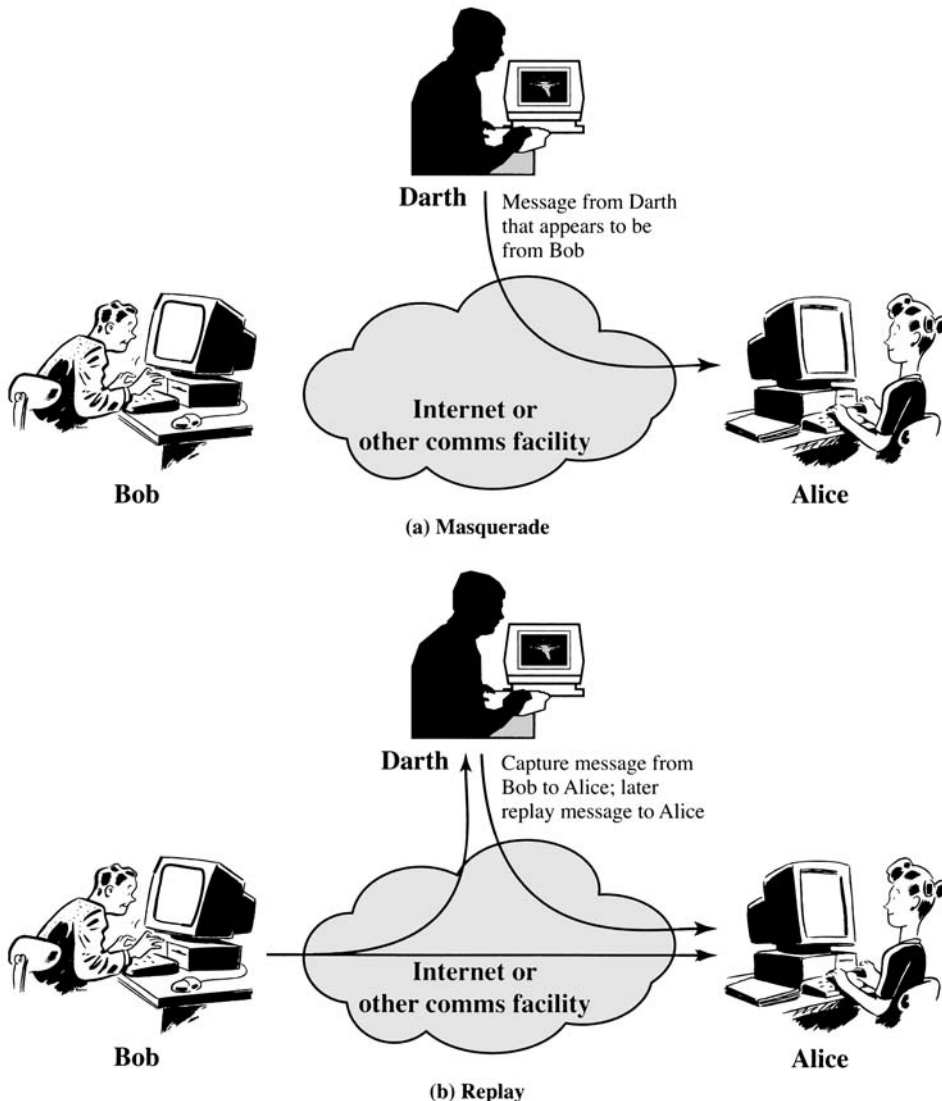 Darth
Message from Darth
that appears to be
from Bob
Internet or
other comms facility
Bob
Alice
(a) Masquerade
Darth
Capture message from
Bob to Alice; later
replay message to Alice
Internet or
other comms facility
Bob
Alice
(b) Replay